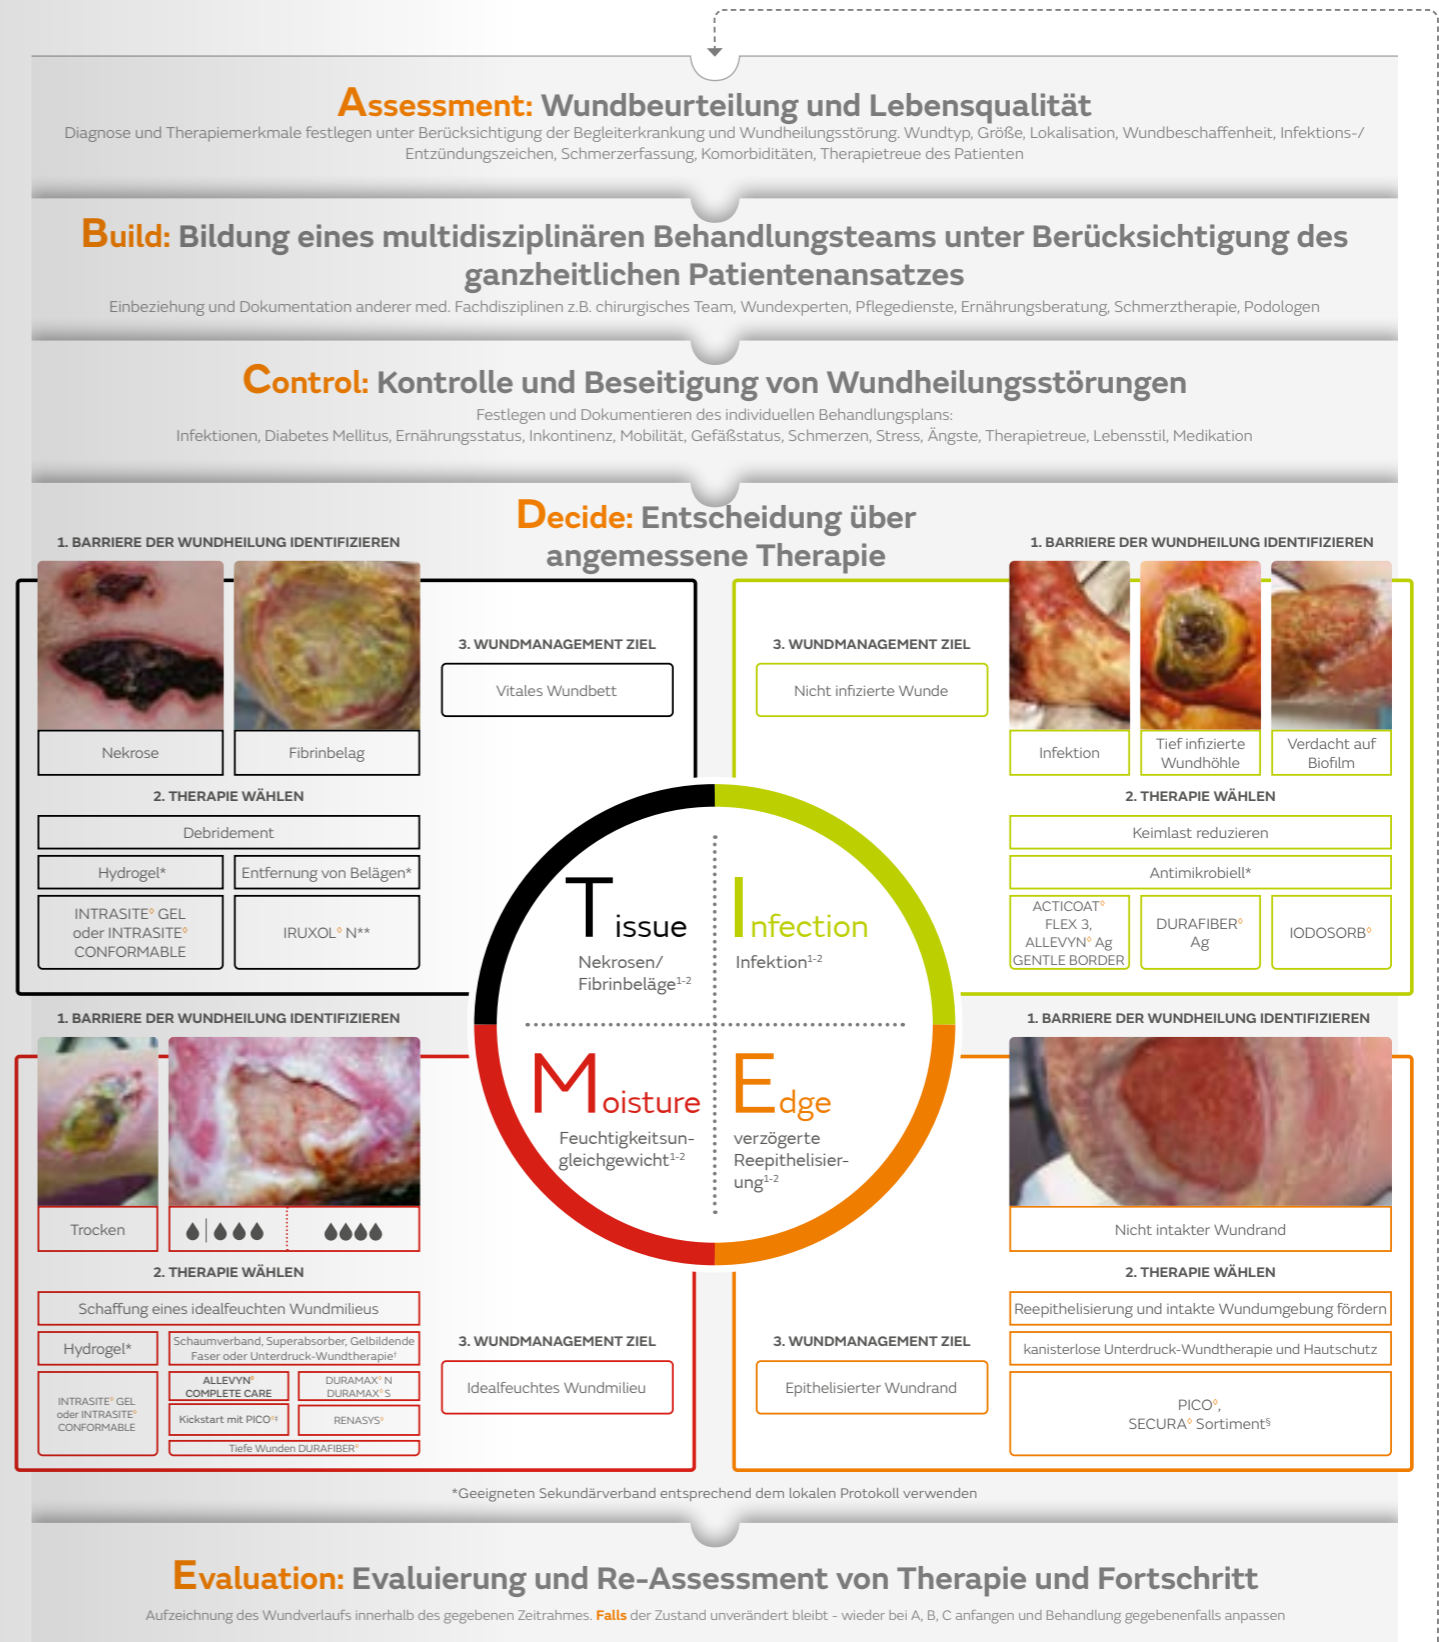 Assessment: Wundbeurteilung und Lebensqualität
Diagnose und Therapiemerkmale festlegen unter Berücksichtigung der Begleiterkrankung und Wundheilungsstörung. Wundtyp, Größe, Lokalisation, Wundbeschaffenheit, Infektions-/
Entzündungszeichen, Schmerzerfassung, Komorbiditäten, Therapietreue des Patienten
Build: Bildung eines multidisziplinären Behandlungsteams unter Berücksichtigung des
ganzheitlichen Patientenansatzes
Einbeziehung und Dokumentation anderer med. Fachdisziplinen z.B. chirurgisches Team, Wundexperten, Pflegedienste, Ernährungsberatung, Schmerztherapie, Podologen
Control: Kontrolle und Beseitigung von Wundheilungsstörungen
Festlegen und Dokumentieren des individuellen Behandlungsplans:
Infektionen, Diabetes Mellitus, Ernährungsstatus, Inkontinenz, Mobilität, Gefäßstatus, Schmerzen, Stress, Ängste, Therapietreue, Lebensstil, Medikation
Decide: Entscheidung über
angemessene Therapie
1. BARRIERE DER WUNDHEILUNG IDENTIFIZIEREN
Nekrose
Fibrinbelag
2. THERAPIE WÄHLEN
Debridement
Hydrogel*
Entfernung von Belägen*
INTRASITE◊ GEL
oder INTRASITE◊
CONFORMABLE
IRUXOL◊ N**
3. WUNDMANAGEMENT ZIEL
Vitales Wundbett
1. BARRIERE DER WUNDHEILUNG IDENTIFIZIEREN
Infektion
Tief infizierte
Wundhöhle
Verdacht auf
Biofilm
2. THERAPIE WÄHLEN
Keimlast reduzieren
Antimikrobiell*
ACTICOAT◊
FLEX 3,
ALLEVYN◊ Ag
GENTLE BORDER
DURAFIBER◊
Ag
IODOSORB◊
3. WUNDMANAGEMENT ZIEL
Nicht infizierte Wunde
Tissue
Nekrosen/
Fibrinbeläge1-2
Infection
Infektion1-2
Moisture
Feuchtigkeitsun-
gleichgewicht1-2
Edge
verzögerte
Reepithelisier-
ung1-2
1. BARRIERE DER WUNDHEILUNG IDENTIFIZIEREN
Trocken
2. THERAPIE WÄHLEN
Schaffung eines idealfeuchten Wundmilieus
Hydrogel*
Schaumverband, Superabsorber, Gelbildende
Faser oder Unterdruck-Wundtherapie†
INTRASITE◊ GEL
oder INTRASITE◊
CONFORMABLE
ALLEVYN◊
COMPLETE CARE
DURAMAX◊ N
DURAMAX◊ S
Kickstart mit PICO◊‡
RENASYS◊
Tiefe Wunden DURAFIBER◊
3. WUNDMANAGEMENT ZIEL
Idealfeuchtes Wundmilieu
1. BARRIERE DER WUNDHEILUNG IDENTIFIZIEREN
Nicht intakter Wundrand
2. THERAPIE WÄHLEN
Reepithelisierung und intakte Wundumgebung fördern
kanisterlose Unterdruck-Wundtherapie und Hautschutz
PICO◊,
SECURA◊ Sortiment§
3. WUNDMANAGEMENT ZIEL
Epithelisierter Wundrand
*Geeigneten Sekundärverband entsprechend dem lokalen Protokoll verwenden
Evaluation: Evaluierung und Re-Assessment von Therapie und Fortschritt
Aufzeichnung des Wundverlaufs innerhalb des gegebenen Zeitrahmes. Falls der Zustand unverändert bleibt - wieder bei A, B, C anfangen und Behandlung gegebenenfalls anpassen